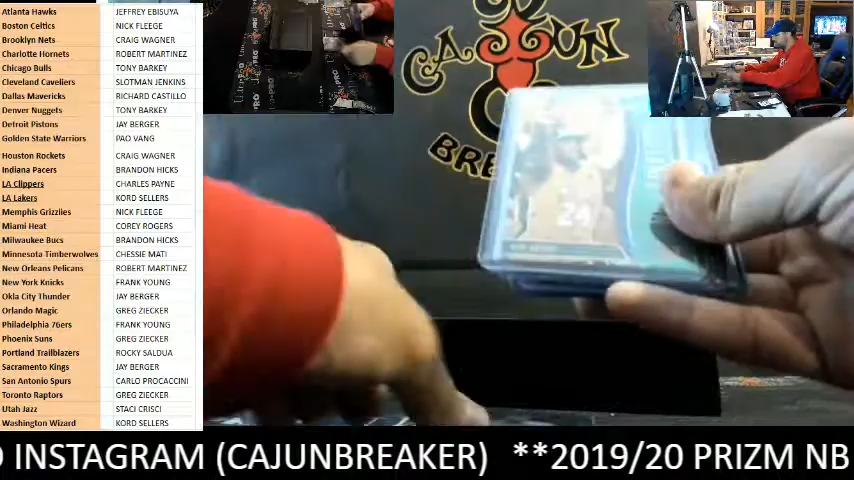 Atlanta Hawks JEFFREY EBISUYA
Boston Celtics NICK FLEEGE
Brooklyn Nets CRAIG WAGNER
Charlotte Hornets ROBERT MARTINEZ
Chicago Bulls TONY BARKEY
Cleveland Cavaliers SLOTMAN JENKINS
Dallas Mavericks RICHARD CASTILLO
Denver Nuggets TONY BARKEY
Detroit Pistons JAY BERGER
Golden State Warriors PAO VANG
Houston Rockets CRAIG WAGNER
Indiana Pacers BRANDON HICKS
LA Clippers CHARLES PAYNE
LA Lakers KORD SELLERS
Memphis Grizzlies NICK FLEEGE
Miami Heat COREY ROGERS
Milwaukee Bucs BRANDON HICKS
Minnesota Timberwolves CHESSIE MATI
New Orleans Pelicans ROBERT MARTINEZ
New York Knicks FRANK YOUNG
Okla City Thunder JAY BERGER
Orlando Magic GREG ZIECKER
Philadelphia 76ers FRANK YOUNG
Phoenix Suns GREG ZIECKER
Portland Trailblazers ROCKY SALDUA
Sacramento Kings JAY BERGER
San Antonio Spurs CARLO PROCACCINI
Toronto Raptors GREG ZIECKER
Utah Jazz STACI CRISCI
Washington Wizard KORD SELLERS
CAJUN
BRE
24
INSTAGRAM (CAJUNBREAKER) **2019/20 PRIZM NB